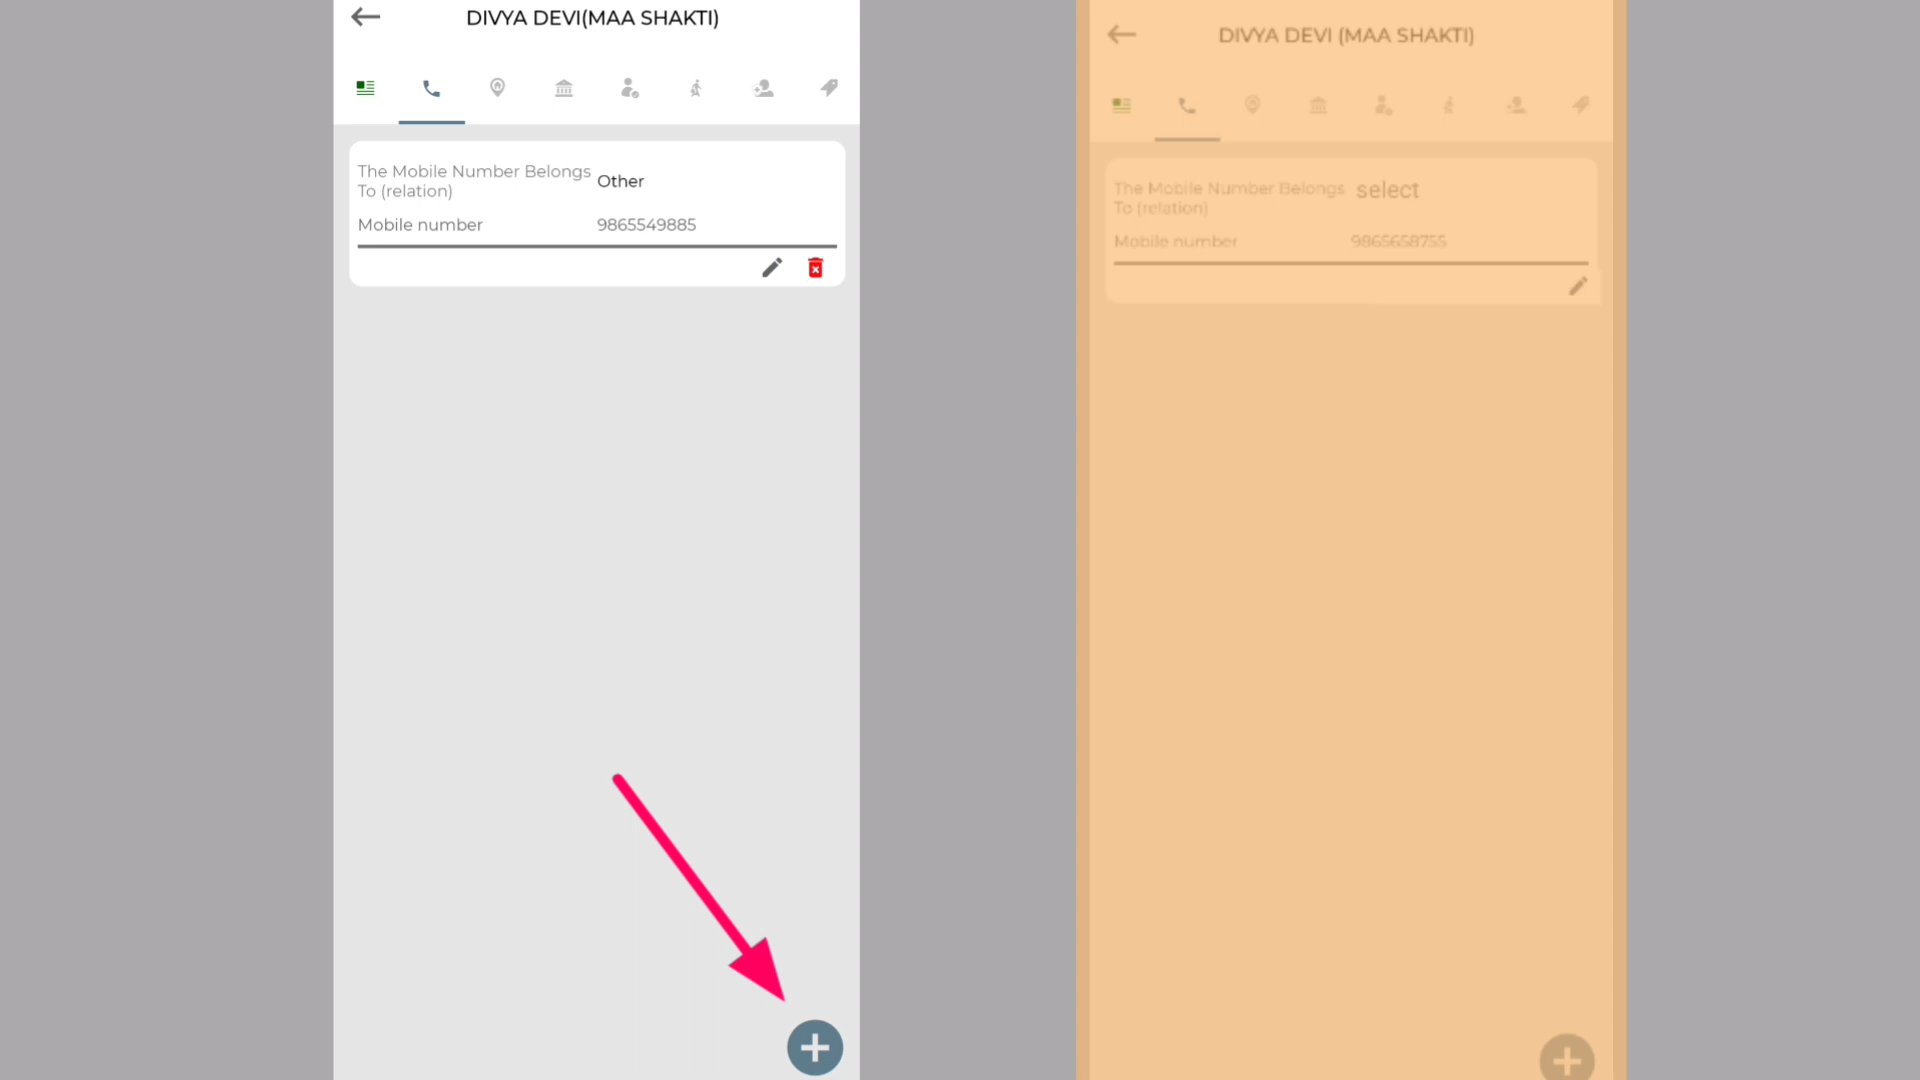 DIVYA DEVI(MAA SHAKTI)
The Mobile Number Belongs
To (relation)
Other
Mobile number
9865549885
DIVYA DEVI (MAA SHAKTI)
The Mobile Number Belongs
To (relation)
select
Mobile number
9865658755